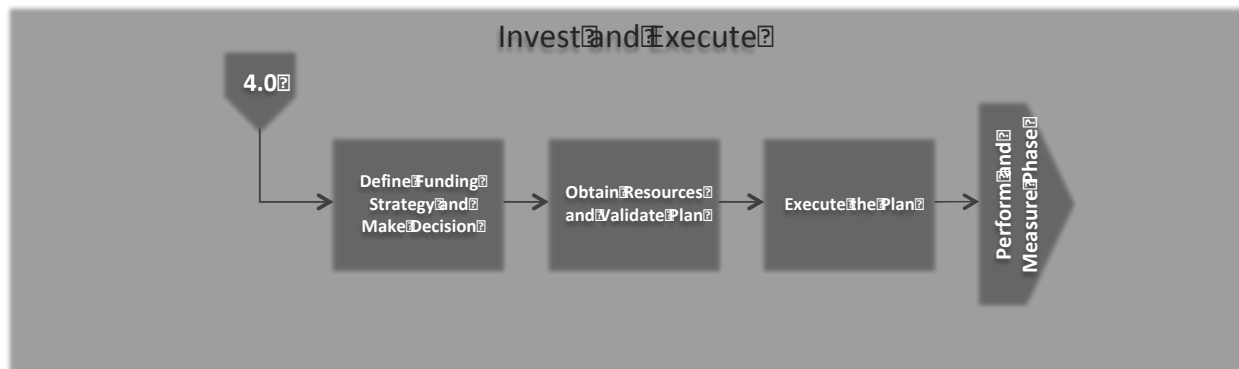 Invest and Execute
4.0
Define Funding
Strategy and
Make Decision
Obtain Resources
and Validate Plan
Execute the Plan
Perform and
Measure Phase